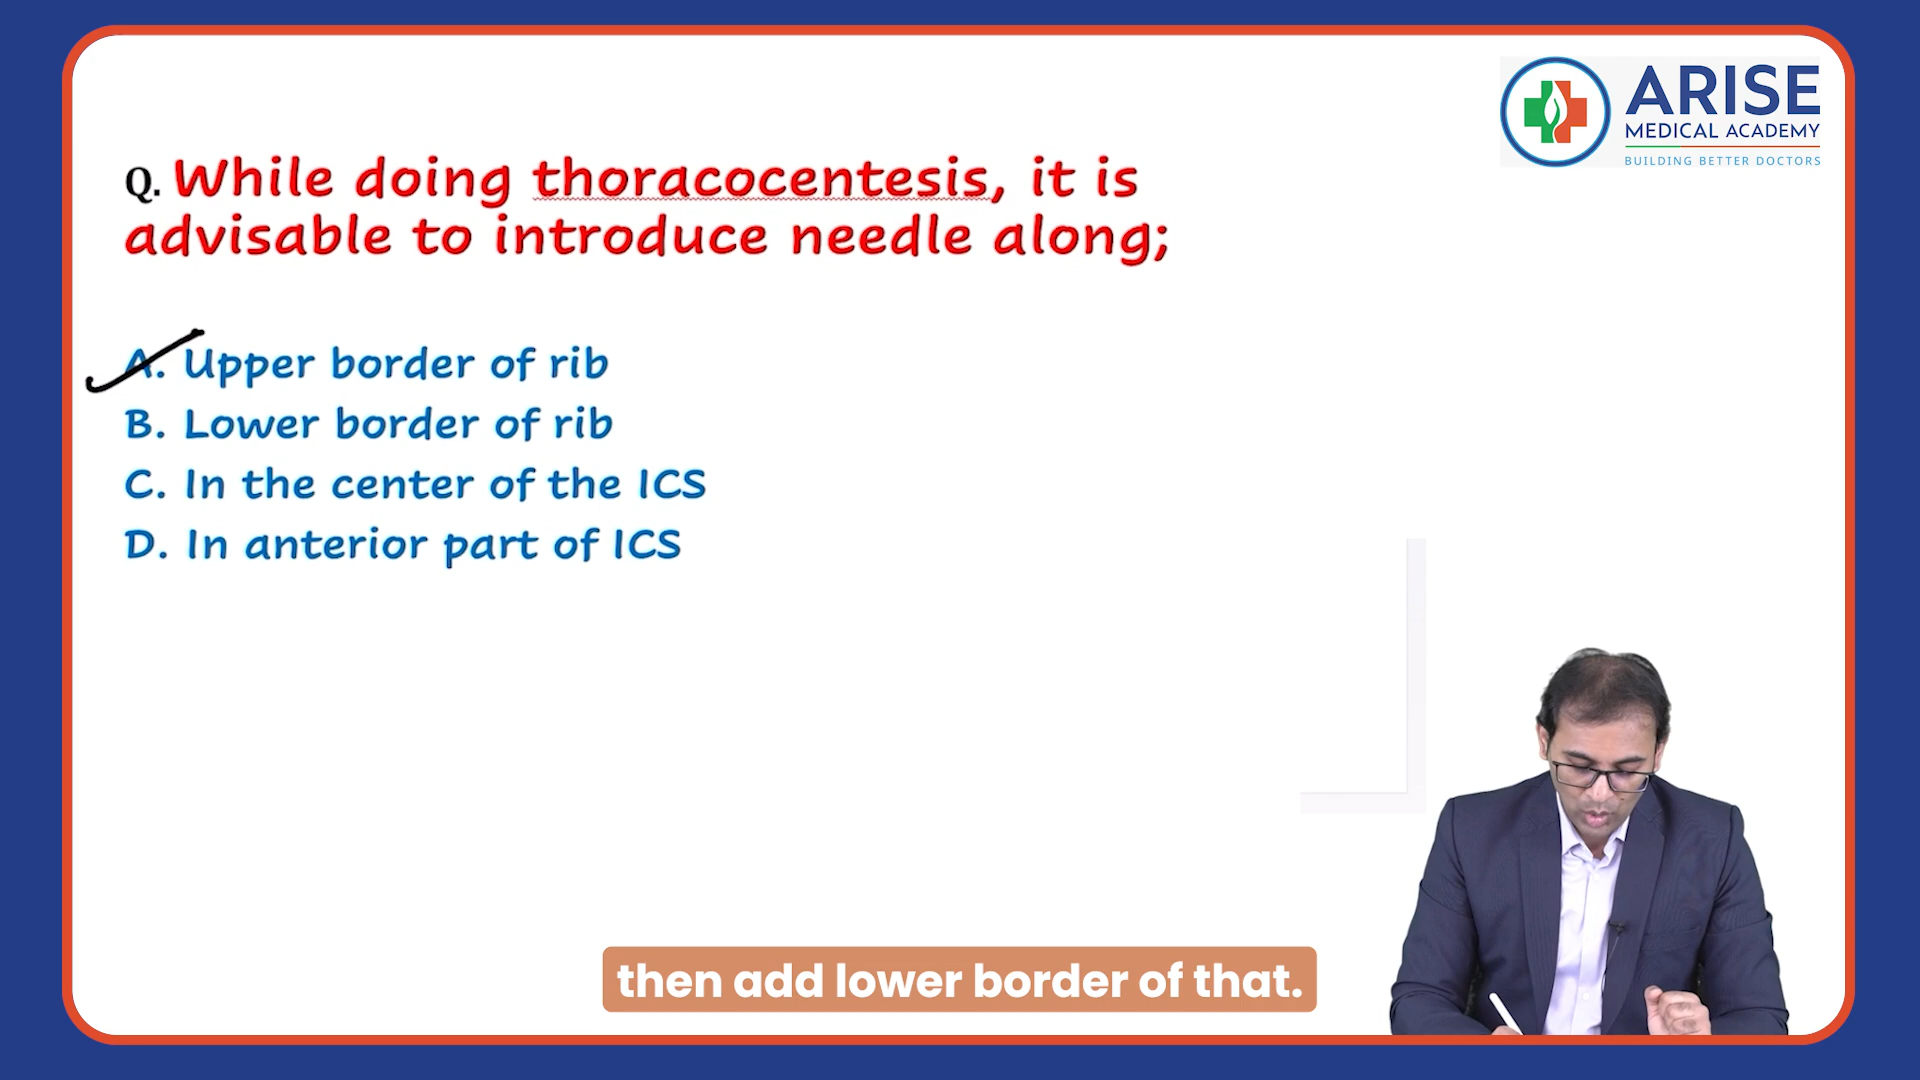 ARISE
MEDICAL ACADEMY
BUILDING BETTER DOCTORS
Q. While doing thoracocentesis, it is
advisable to introduce needle along;
A. Upper border of rib
B. Lower border of rib
C. In the center of the ICS
D. In anterior part of ICS
then add lower border of that.